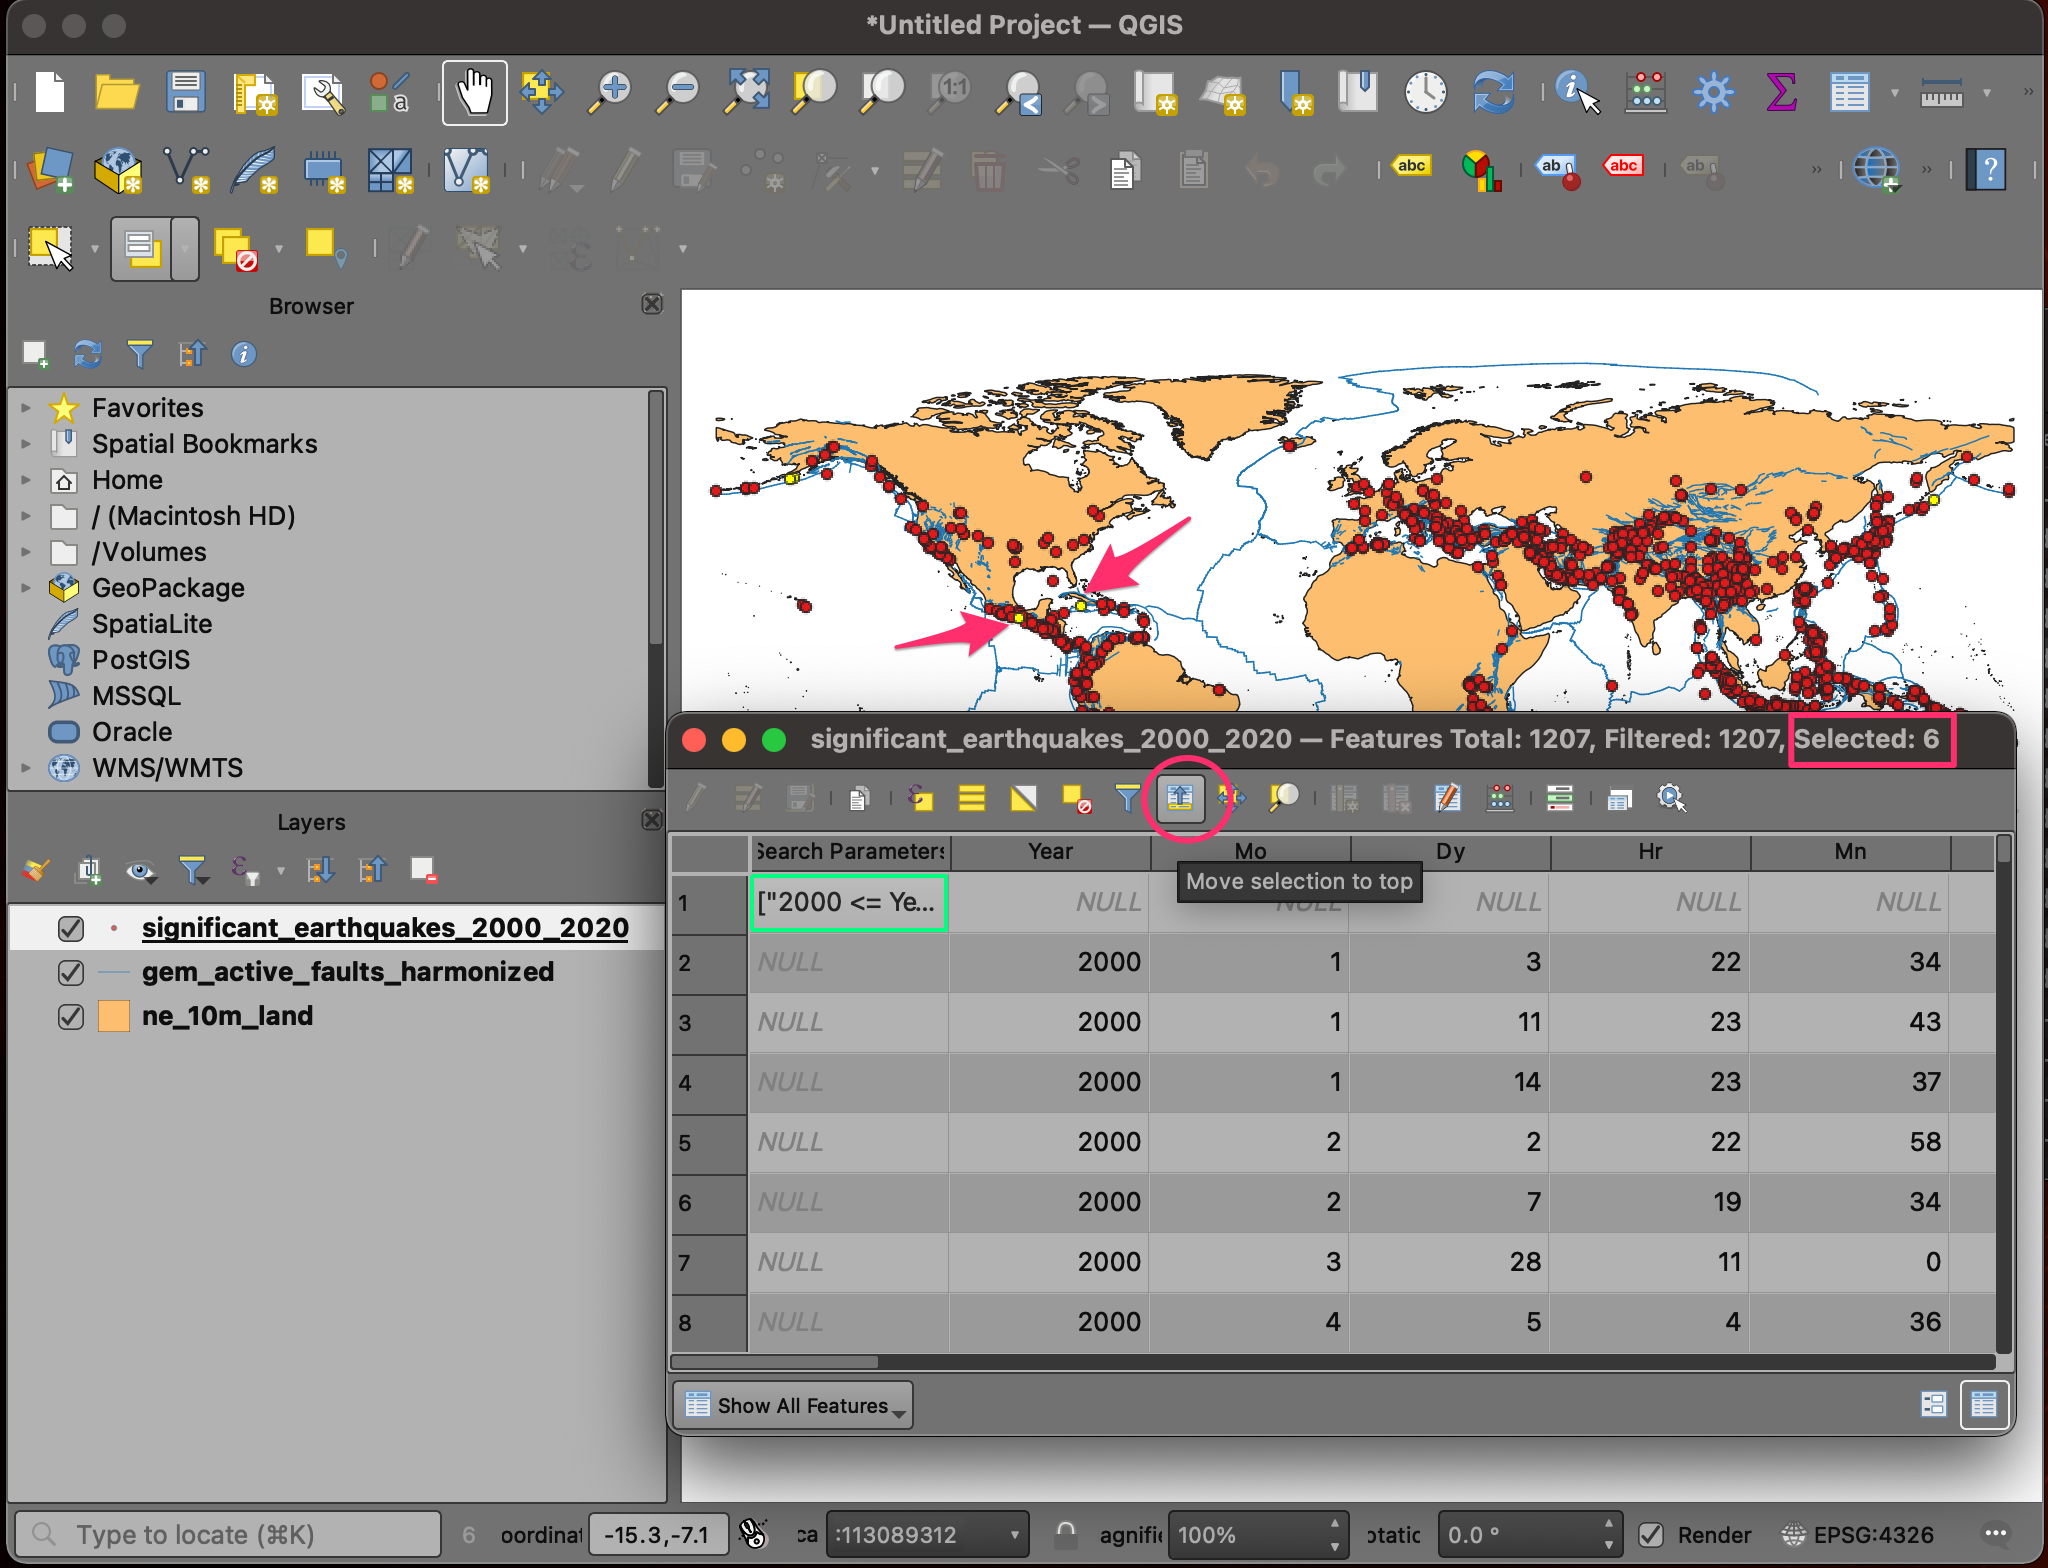 *Untitled Project — QGIS
1:1
a
abc
ab
abc
ab
?
Browser
Favorites
Spatial Bookmarks
Home
/ (Macintosh HD)
/Volumes
GeoPackage
SpatiaLite
PostGIS
MSSQL
Oracle
WMS/WMTS
Layers
significant_earthquakes_2000_2020
gem_active_faults_harmonized
ne_10m_land
significant_earthquakes_2000_2020 — Features Total: 1207, Filtered: 1207, Selected: 6
Search Parameters Year Mo Dy Hr Mn
Move selection to top
1 ["2000 <= Ye... NULL NULL NULL NULL NULL
2 NULL 2000 1 3 22 34
3 NULL 2000 1 11 23 43
4 NULL 2000 1 14 23 37
5 NULL 2000 2 2 22 58
6 NULL 2000 2 7 19 34
7 NULL 2000 3 28 11 0
8 NULL 2000 4 5 4 36
Show All Features
Type to locate (⌘K) 6 oordinat -15.3,-7.1 ca :113089312 agnifie 100% otatic 0.0 ° Render EPSG:4326